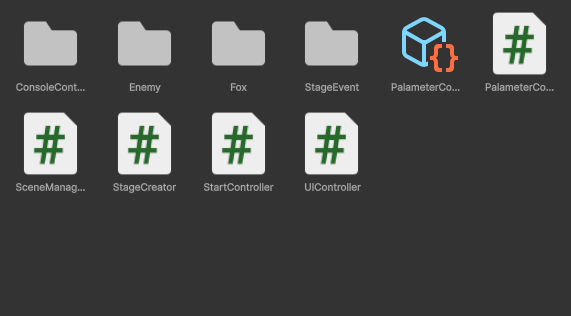 ConsoleCont...
Enemy
Fox
StageEvent
PalameterCo...
PalameterCo...
SceneManag...
StageCreator
StartController
UIController